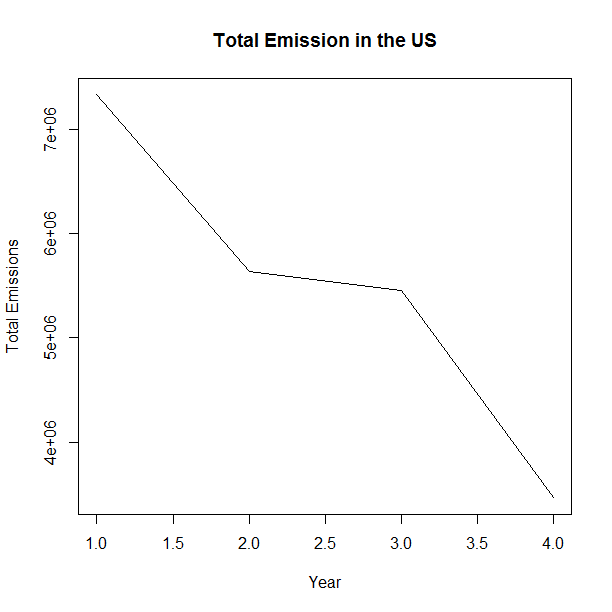 Total Emission in the US
Total Emissions
7e+06
6e+06
5e+06
4e+06
1.0 1.5 2.0 2.5 3.0 3.5 4.0
Year